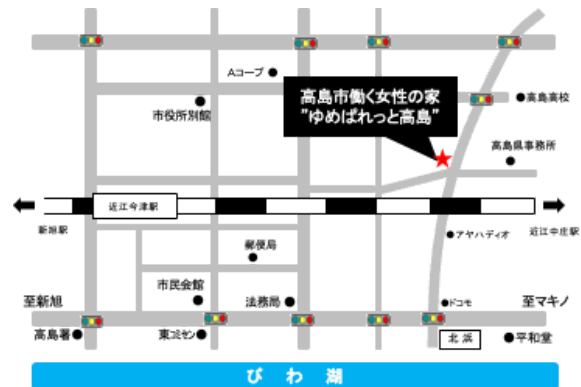 Aコープ
高島市働く女性の家
"ゆめぱれっと高島"
高島高校
市役所別館
高島県事務所
近江今津駅
新旭駅
アヤハディオ
近江中庄駅
郵便局
市民会館
至新旭
法務局
ドコモ
至マキノ
高島署
東コミセン
北浜
平和堂
びわ湖